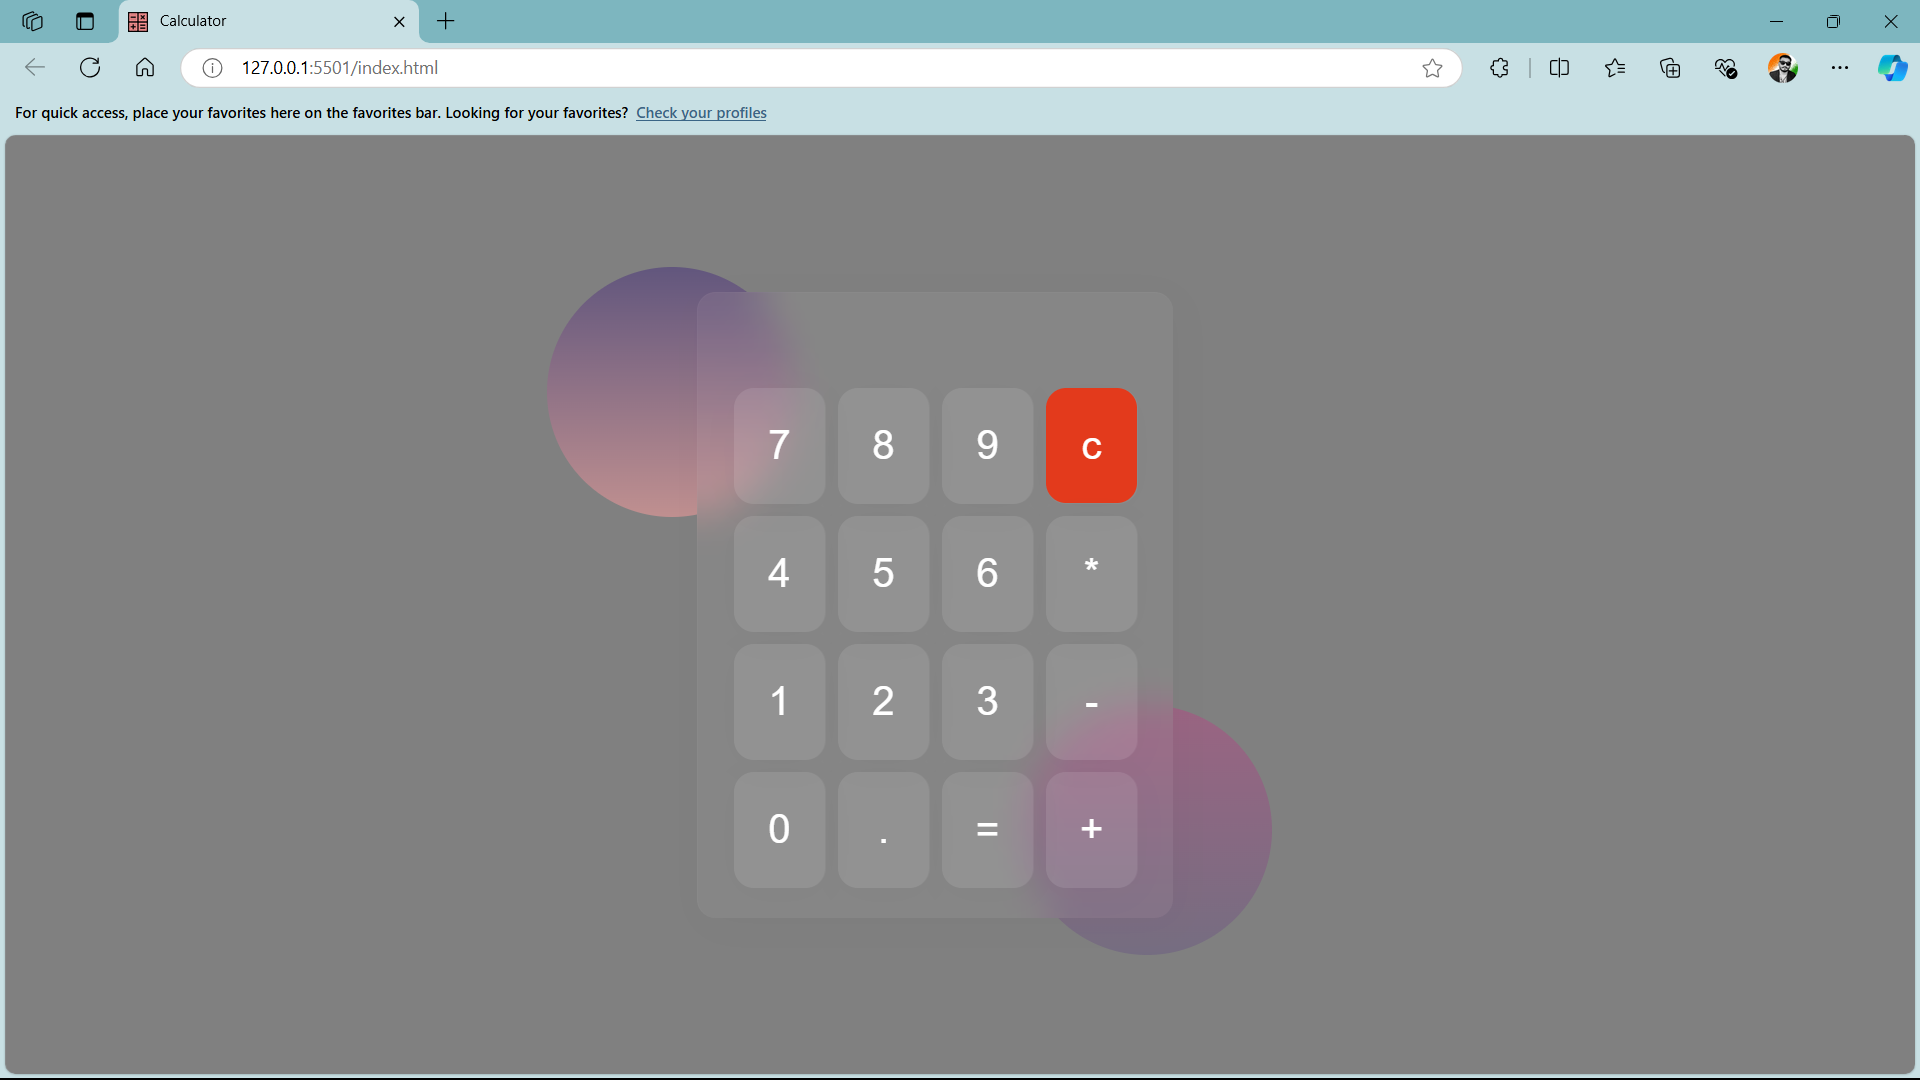 Calculator
127.0.0.1:5501/index.html
For quick access, place your favorites here on the favorites bar. Looking for your favorites? Check your profiles
7 8 9 c
4 5 6 *
1 2 3 -
0 . = +